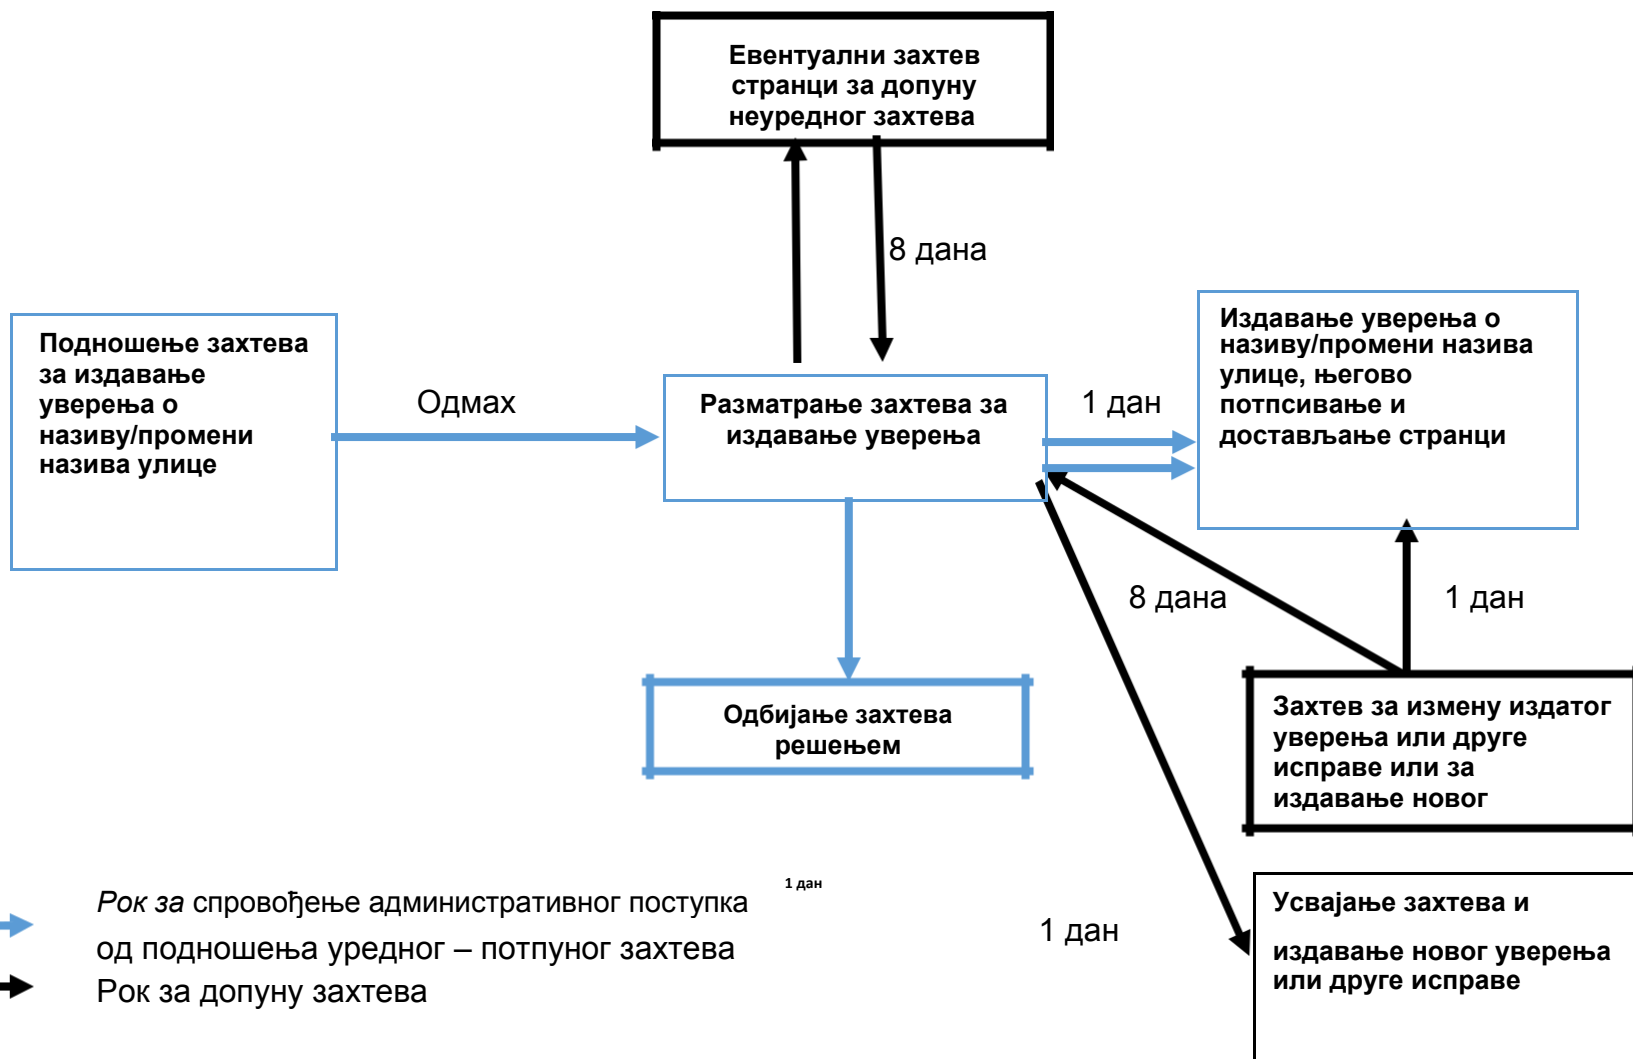 Евентуални захтев
странци за допуну
неуредног захтева
8 дана
Подношење захтева
за издавање
уверења о
називу/промени
назива улице
Одмах
Разматрање захтева за
издавање уверења
1 дан
Издавање уверења о
називу/промени назива
улице, његово
потпсивање и
достављање странци
8 дана
1 дан
Одбијање захтева
решењем
Захтев за измену издатог
уверења или друге
исправе или за
издавање новог
Рок за спровођење административног поступка
1 дан
од подношења уредног – потпуног захтева
Рок за допуну захтева
1 дан
Усвајање захтева и
издавање новог уверења
или друге исправе